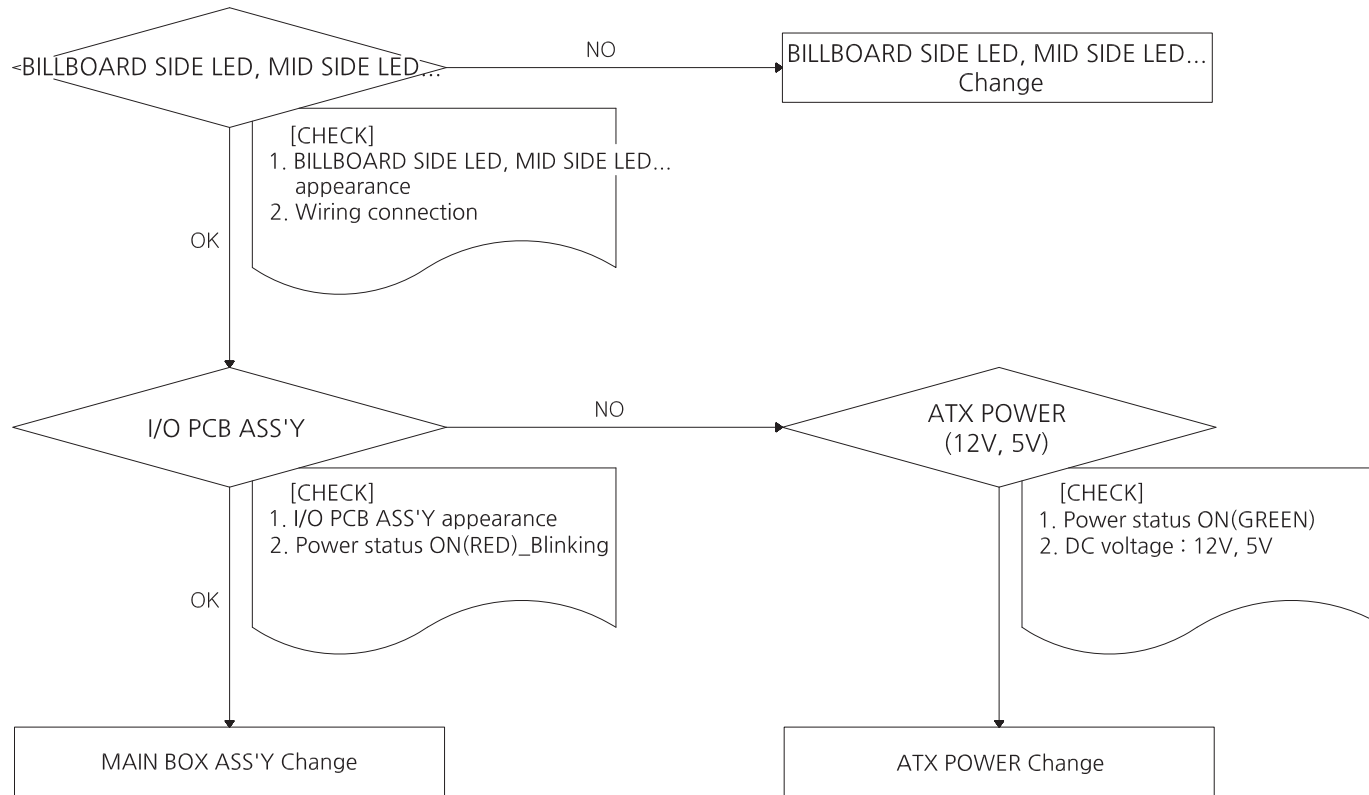 <BILLBOARD SIDE LED, MID SIDE LED...
NO
BILLBOARD SIDE LED, MID SIDE LED...
Change
[CHECK]
1. BILLBOARD SIDE LED, MID SIDE LED...
appearance
2. Wiring connection
OK
I/O PCB ASS'Y
NO
ATX POWER
(12V, 5V)
[CHECK]
1. I/O PCB ASS'Y appearance
2. Power status ON(RED)_Blinking
[CHECK]
1. Power status ON(GREEN)
2. DC voltage : 12V, 5V
OK
MAIN BOX ASS'Y Change
ATX POWER Change